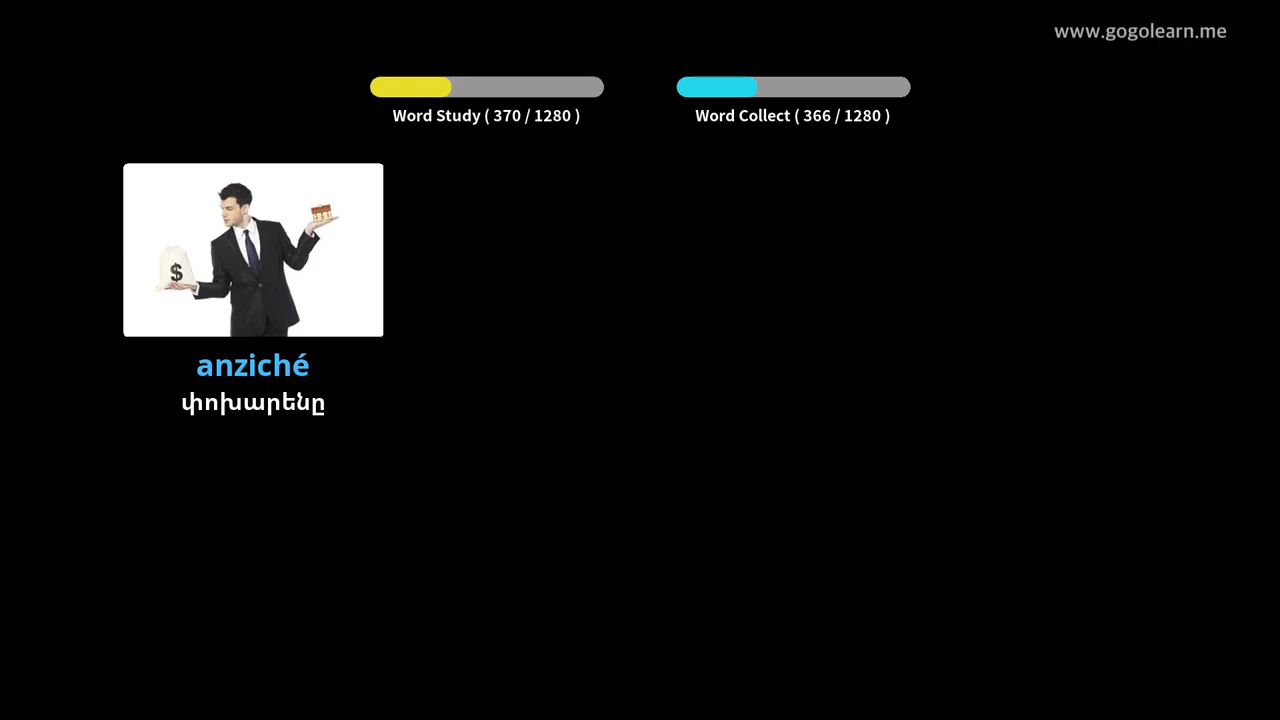 www.gogolearn.me
Word Study ( 370 / 1280 )
Word Collect ( 366 / 1280 )
$
anziché
փոխարենը